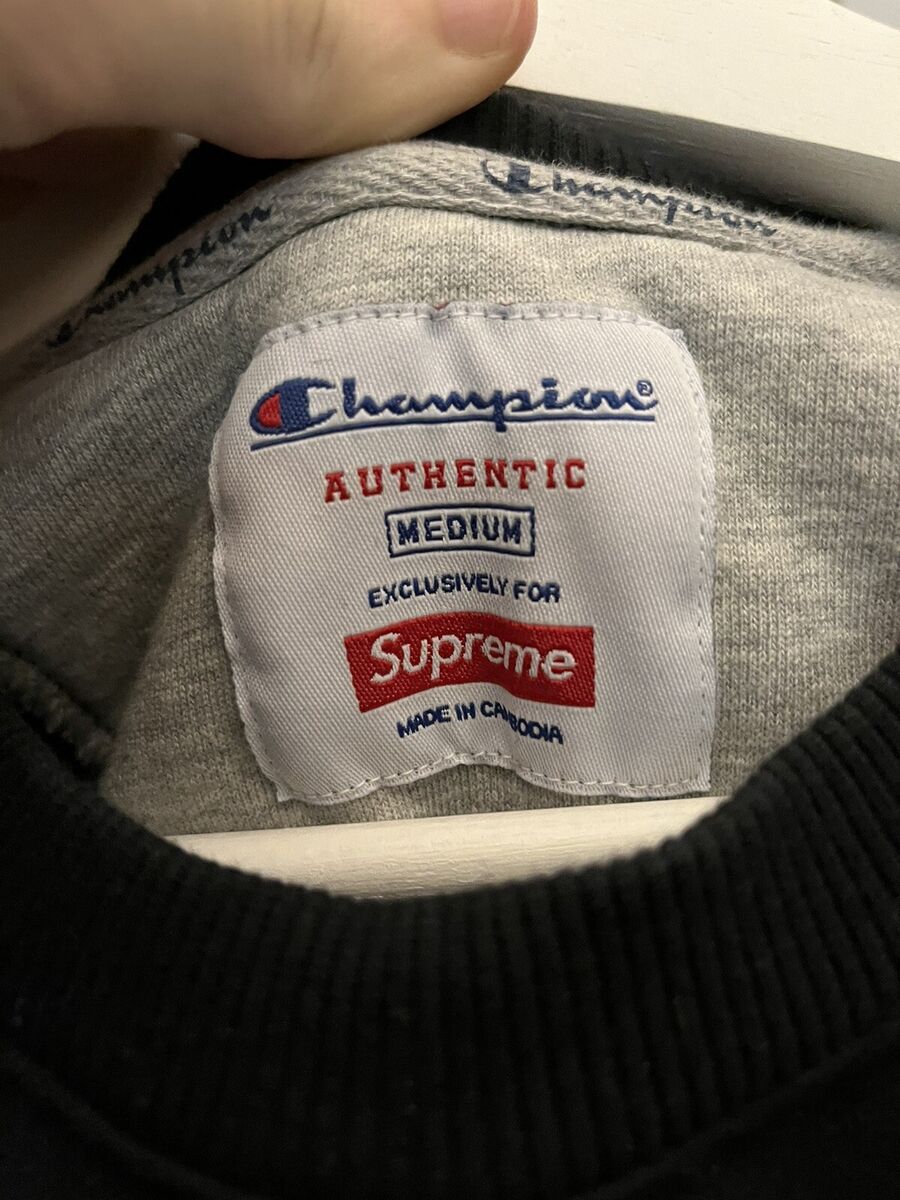 Champion
Champion
Champion®
AUTHENTIC
MEDIUM
EXCLUSIVELY FOR
Supreme
MADE IN CAMBODIA